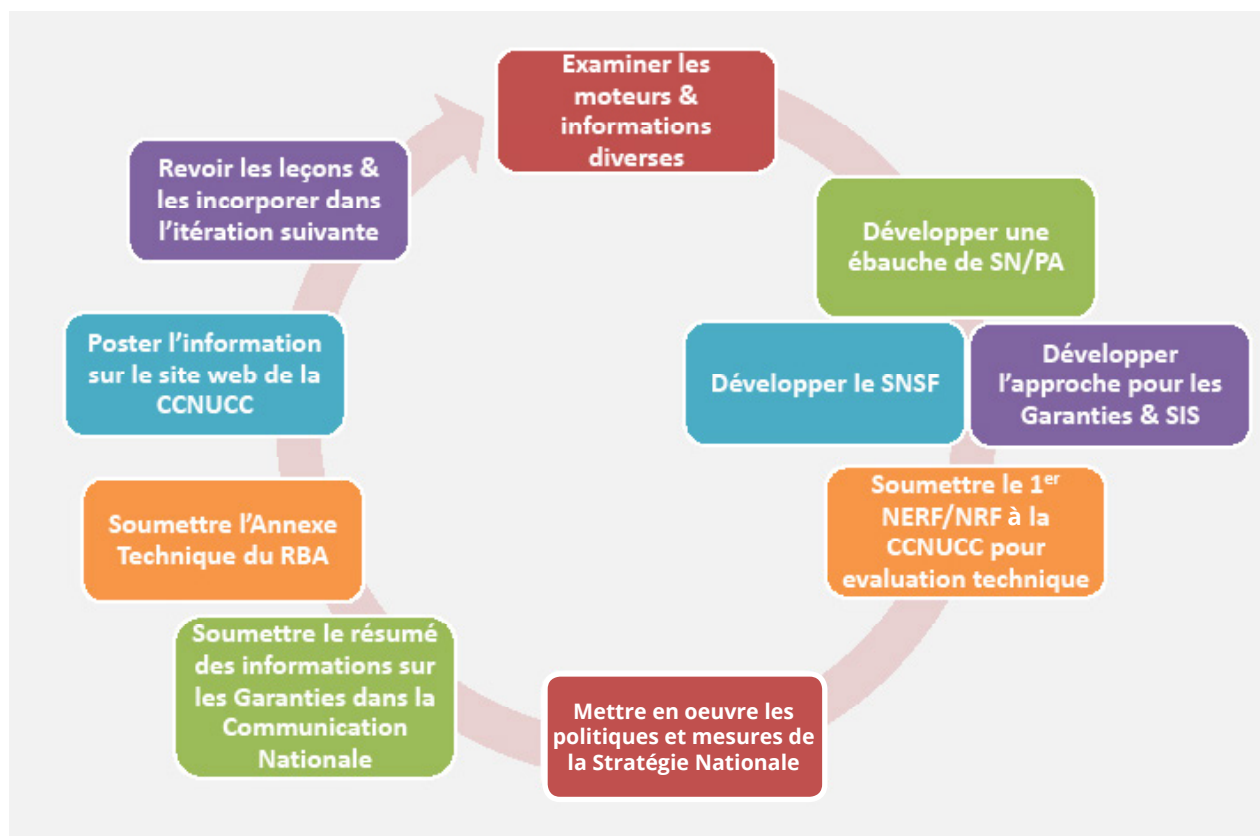 Examiner les
moteurs &
informations
diverses
Développer une
ébauche de SN/PA
Développer le SNSF
Développer
l'approche pour les
Garanties & SIS
Soumettre le 1er
NERF/NRF à la
CCNUCC pour
evaluation technique
Mettre en oeuvre les
politiques et mesures de
la Stratégie Nationale
Soumettre le résumé
des informations sur
les Garanties dans la
Communication
Nationale
Soumettre l'Annexe
Technique du RBA
Poster l'information
sur le site web de la
CCNUCC
Revoir les leçons &
les incorporer dans
l'itération suivante